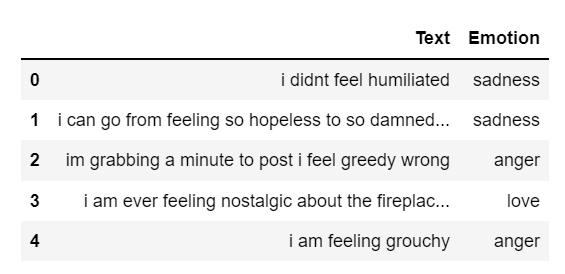 Text Emotion
0 i didnt feel humiliated sadness
1 i can go from feeling so hopeless to so damned... sadness
2 im grabbing a minute to post i feel greedy wrong anger
3 i am ever feeling nostalgic about the fireplac... love
4 i am feeling grouchy anger